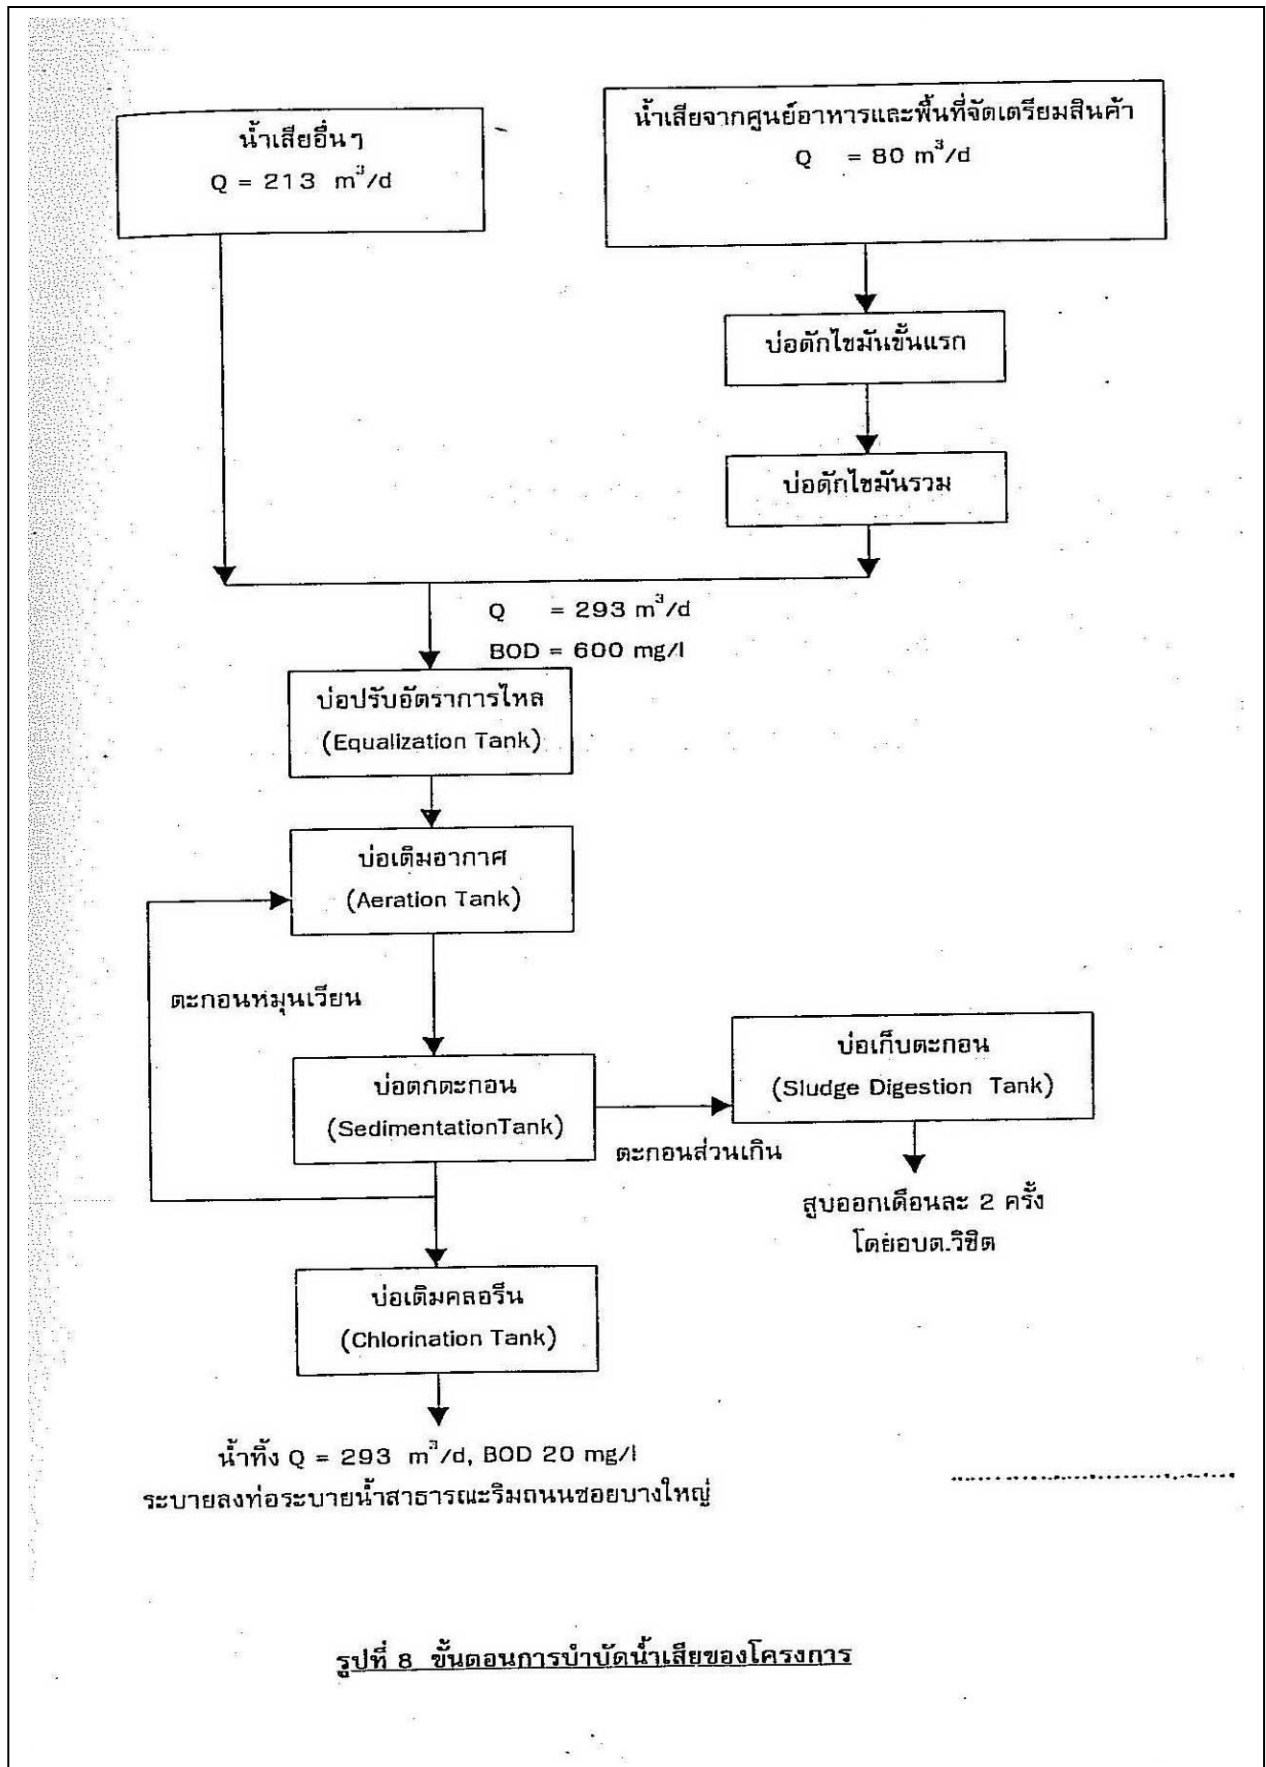 น้ำเสียอื่นๆ
Q = 213 m³/d
น้ำเสียจากศูนย์อาหารและพื้นที่จัดเตรียมสินค้า
Q = 80 m³/d
บ่อดักไขมันขั้นแรก
บ่อดักไขมันรวม
Q = 293 m³/d
BOD = 600 mg/l
บ่อปรับอัตราการไหล
(Equalization Tank)
บ่อเติมอากาศ
(Aeration Tank)
ตะกอนหมุนเวียน
บ่อตกตะกอน
(SedimentationTank)
ตะกอนส่วนเกิน
บ่อเก็บตะกอน
(Sludge Digestion Tank)
สูบออกเดือนละ 2 ครั้ง
โดยอบต.วิชิต
บ่อเติมคลอรีน
(Chlorination Tank)
น้ำทิ้ง Q = 293 m³/d, BOD 20 mg/l
ระบายลงท่อระบายน้ำสาธารณะริมถนนซอยบางใหญ่
รูปที่ 8 ขั้นตอนการบำบัดน้ำเสียของโครงการ